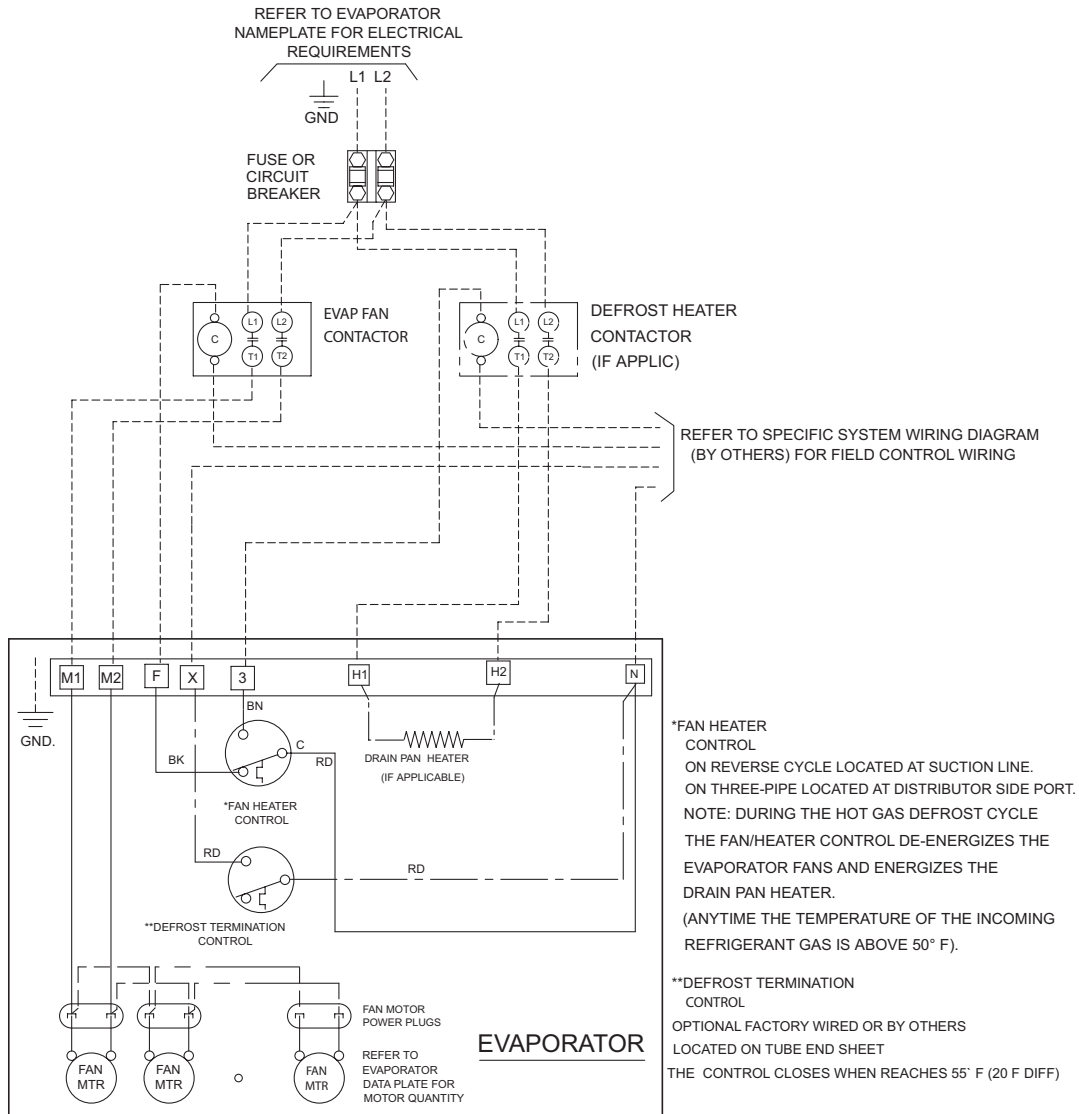 REFER TO EVAPORATOR
NAMEPLATE FOR ELECTRICAL
REQUIREMENTS
L1 L2
GND
FUSE OR
CIRCUIT
BREAKER
EVAP FAN
CONTACTOR
C
L1
L2
T1
T2
DEFROST HEATER
CONTACTOR
(IF APPLIC)
C
L1
L2
T1
T2
REFER TO SPECIFIC SYSTEM WIRING DIAGRAM
(BY OTHERS) FOR FIELD CONTROL WIRING
M1
M2
F
X
3
H1
H2
N
GND.
BN
C
BK
RD
*FAN HEATER
CONTROL
DRAIN PAN HEATER
(IF APPLICABLE)
RD
RD
**DEFROST TERMINATION
CONTROL
FAN MOTOR
POWER PLUGS
REFER TO
EVAPORATOR
DATA PLATE FOR
MOTOR QUANTITY
FAN
MTR
FAN
MTR
FAN
MTR
EVAPORATOR
*FAN HEATER
CONTROL
ON REVERSE CYCLE LOCATED AT SUCTION LINE.
ON THREE-PIPE LOCATED AT DISTRIBUTOR SIDE PORT.
NOTE: DURING THE HOT GAS DEFROST CYCLE
THE FAN/HEATER CONTROL DE-ENERGIZES THE
EVAPORATOR FANS AND ENERGIZES THE
DRAIN PAN HEATER.
(ANYTIME THE TEMPERATURE OF THE INCOMING
REFRIGERANT GAS IS ABOVE 50° F).
**DEFROST TERMINATION
CONTROL
OPTIONAL FACTORY WIRED OR BY OTHERS
LOCATED ON TUBE END SHEET
THE CONTROL CLOSES WHEN REACHES 55` F (20 F DIFF)